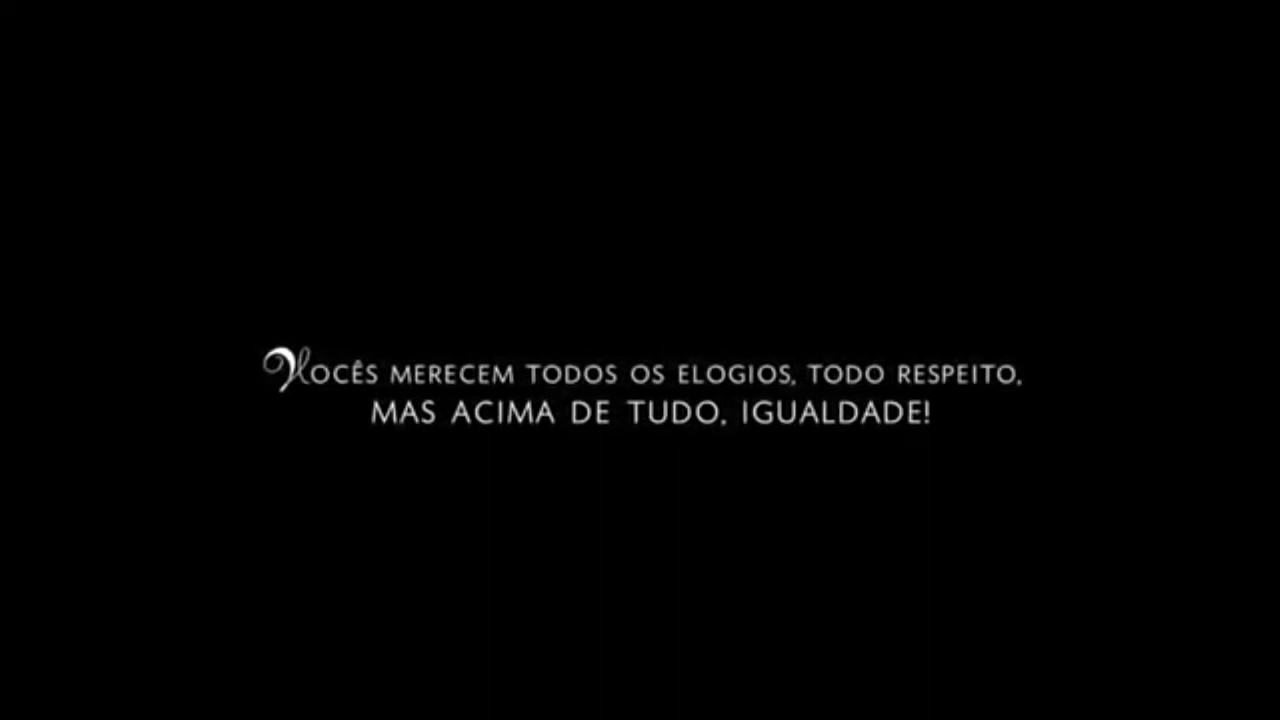 Vocês merecem todos os elogios, todo respeito,
mas acima de tudo, igualdade!